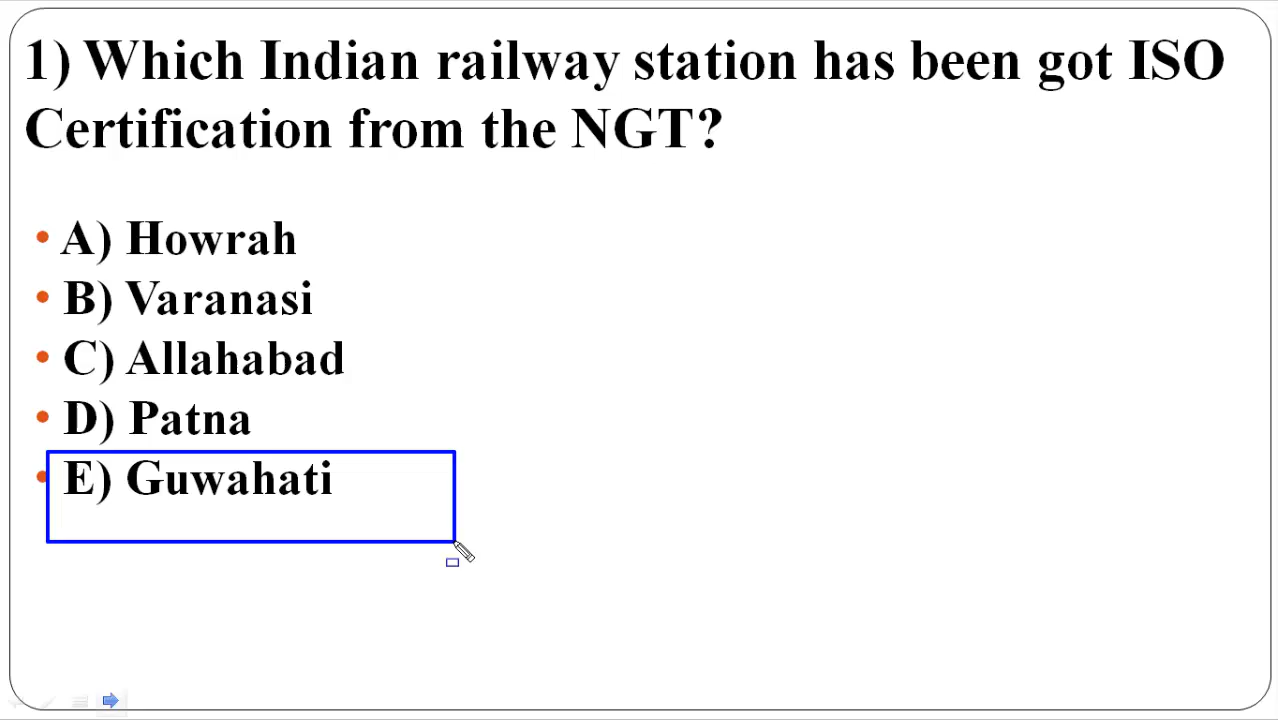 1) Which Indian railway station has been got ISO
Certification from the NGT?
• A) Howrah
• B) Varanasi
• C) Allahabad
• D) Patna
• E) Guwahati